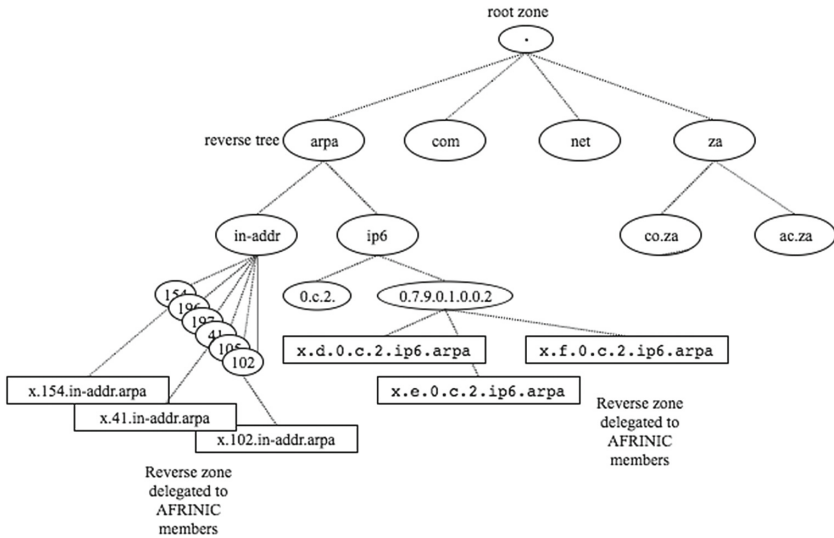 root zone
.
reverse tree
arpa
com
net
za
in-addr
ip6
co.za
ac.za
154
196
197
41
105
102
0.c.2.
0.7.9.0.1.0.0.2
x.d.0.c.2.ip6.arpa
x.f.0.c.2.ip6.arpa
x.e.0.c.2.ip6.arpa
x.154.in-addr.arpa
x.41.in-addr.arpa
x.102.in-addr.arpa
Reverse zone
delegated to
AFRINIC
members
Reverse zone
delegated to
AFRINIC
members